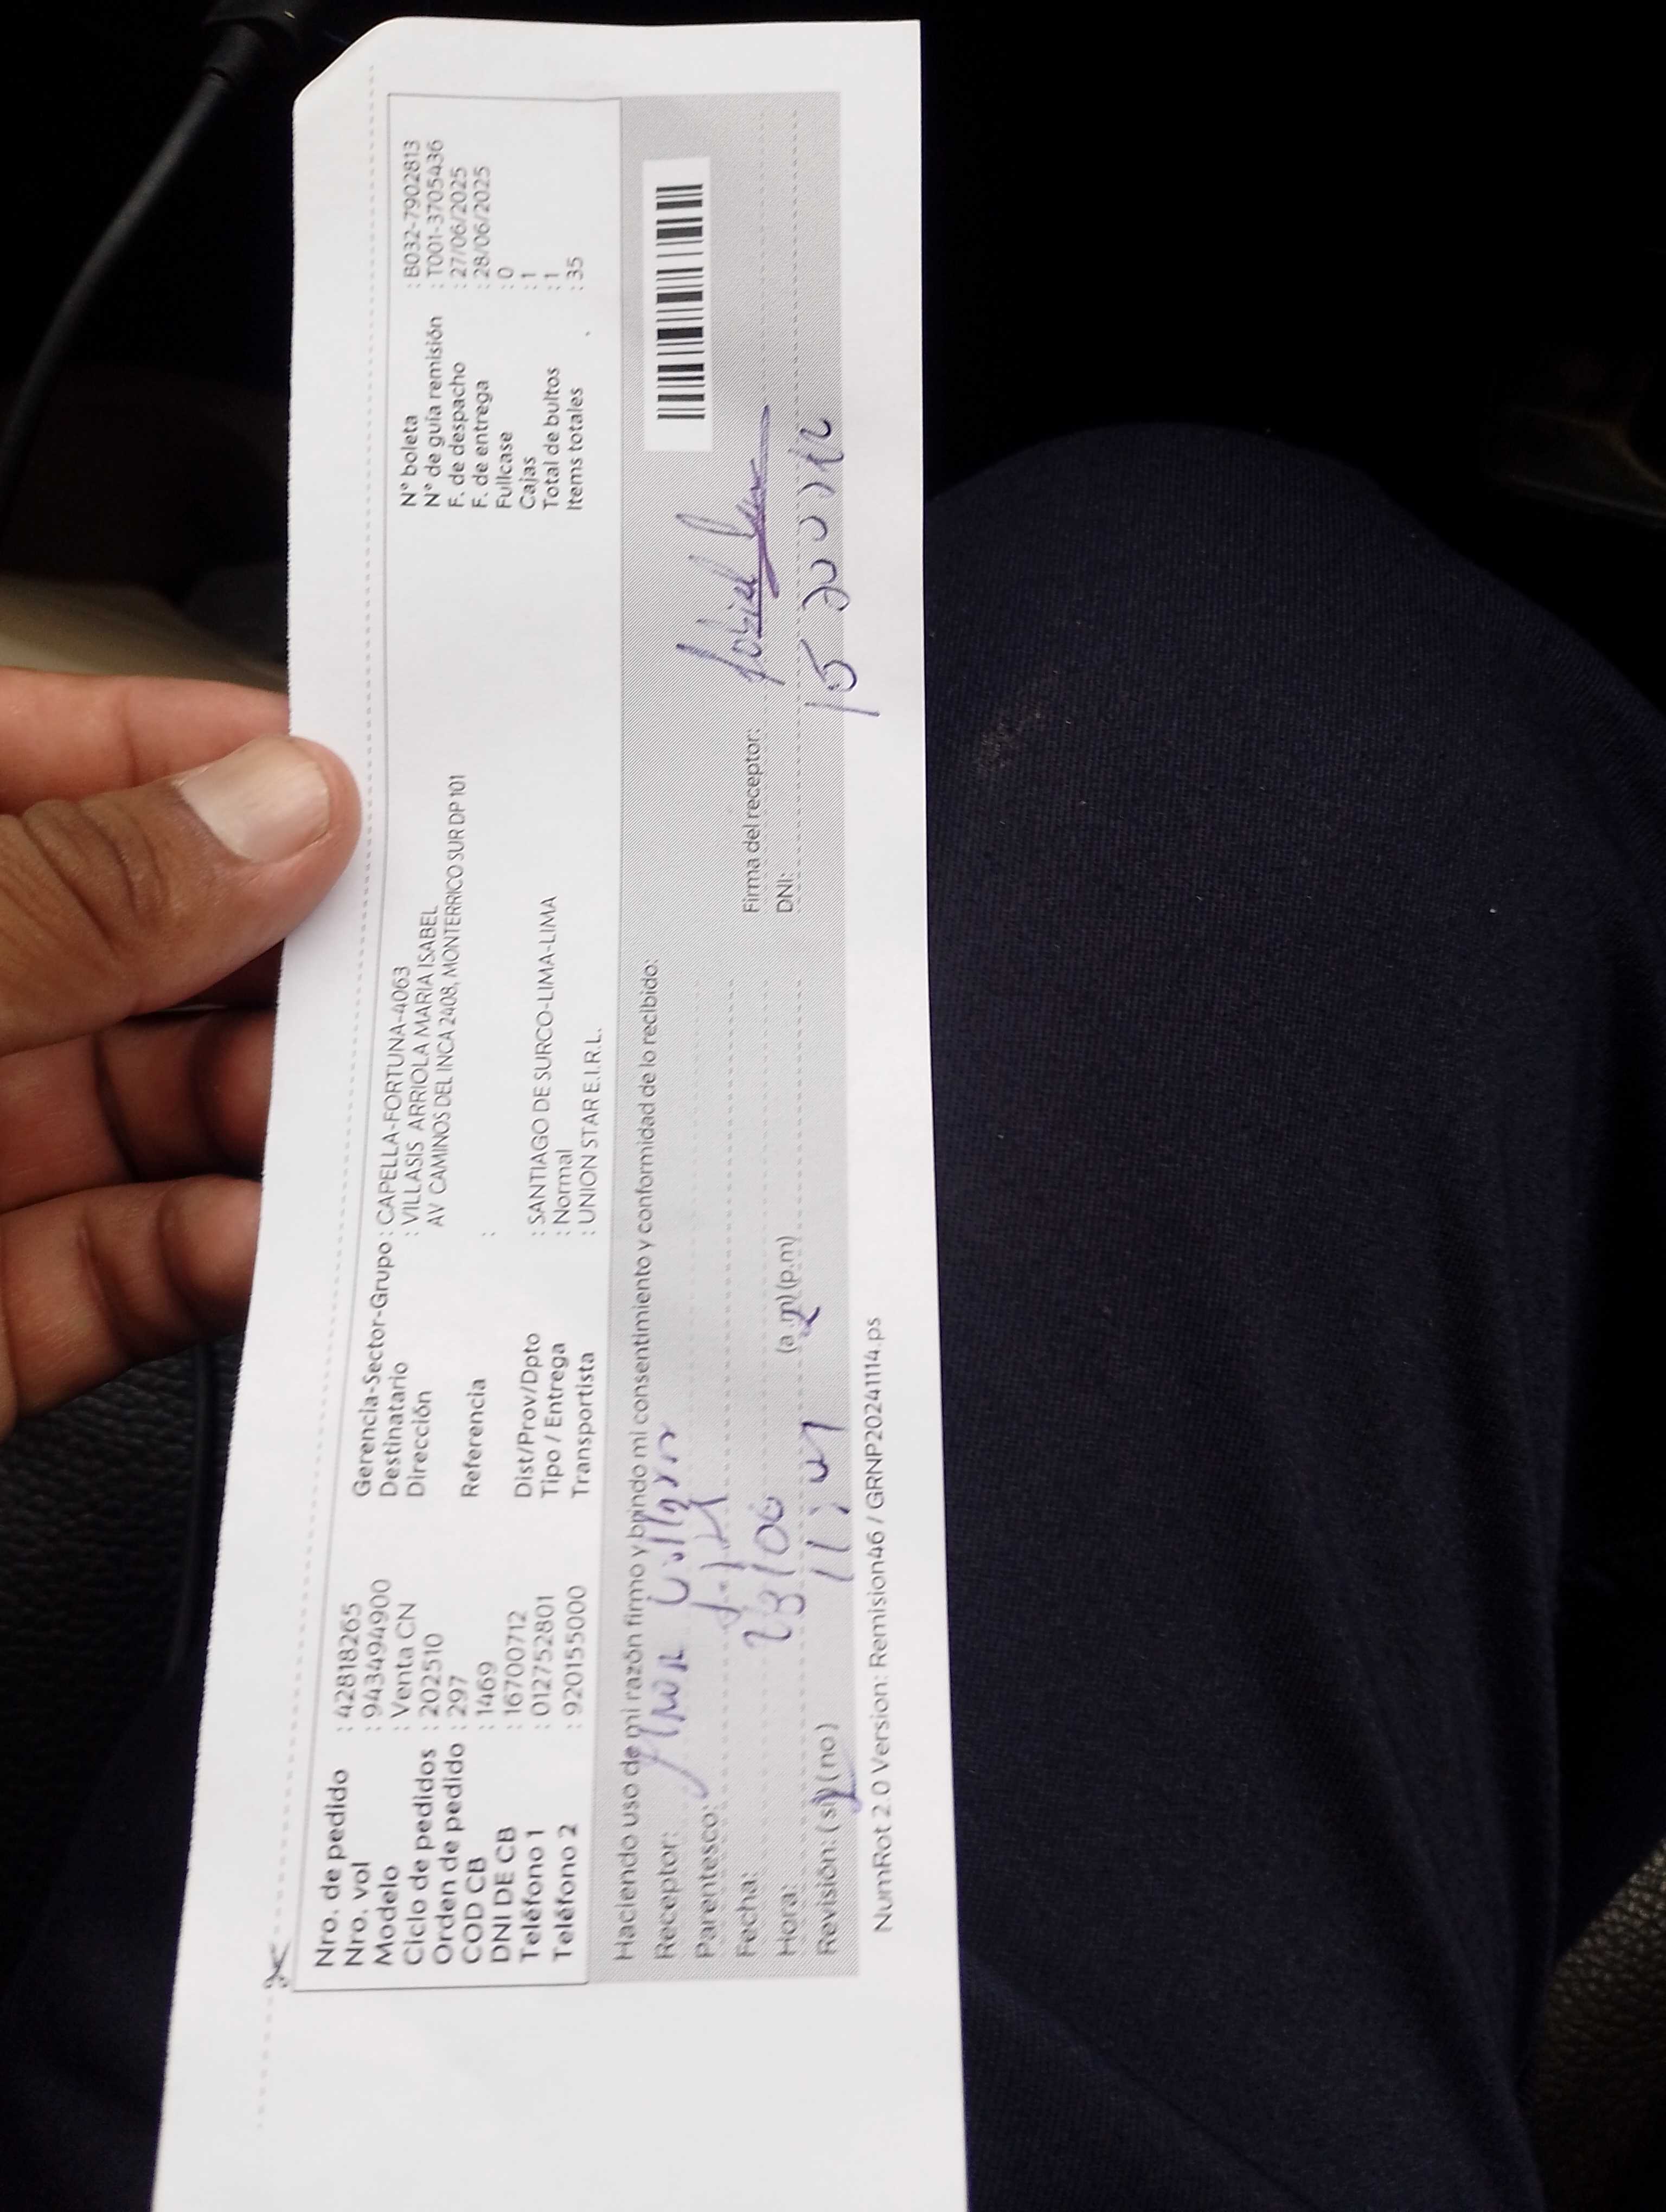 Nro. de pedido : 42818265
Nro. vol : 943494900
Modelo : Venta CN
Ciclo de pedidos : 202510
Orden de pedido : 297
COD CB : 1469
DNI DE CB : 16700712
Teléfono 1 : 012752801
Teléfono 2 : 920155000
Gerencia-Sector-Grupo : CAPELLA-FORTUNA-4063
Destinatario : VILLASIS ARRIOLA MARIA ISABEL
Dirección AV CAMINOS DEL INCA 2408, MONTERRICO SUR DP 101
Referencia :
Dist/Prov/Dpto : SANTIAGO DE SURCO-LIMA-LIMA
Tipo / Entrega : Normal
Transportista : UNION STAR E.I.R.L.
N° boleta : B032-7902813
N° de guía remisión : T001-3705436
F. de despacho : 27/06/2025
F. de entrega : 28/06/2025
Fullcase : 0
Cajas : 1
Total de bultos : 1
Items totales : 35
Haciendo uso de mi razón firmo y brindo mi consentimiento y conformidad de lo recibido:
Receptor:
Parentesco:
Fecha: 28/06
Hora: 11:41 (a.m) (p.m)
Revisión: (si) (no)
Firma del receptor:
DNI:
NumRot 2.0 Version: Remision46 / GRNP20241114.ps